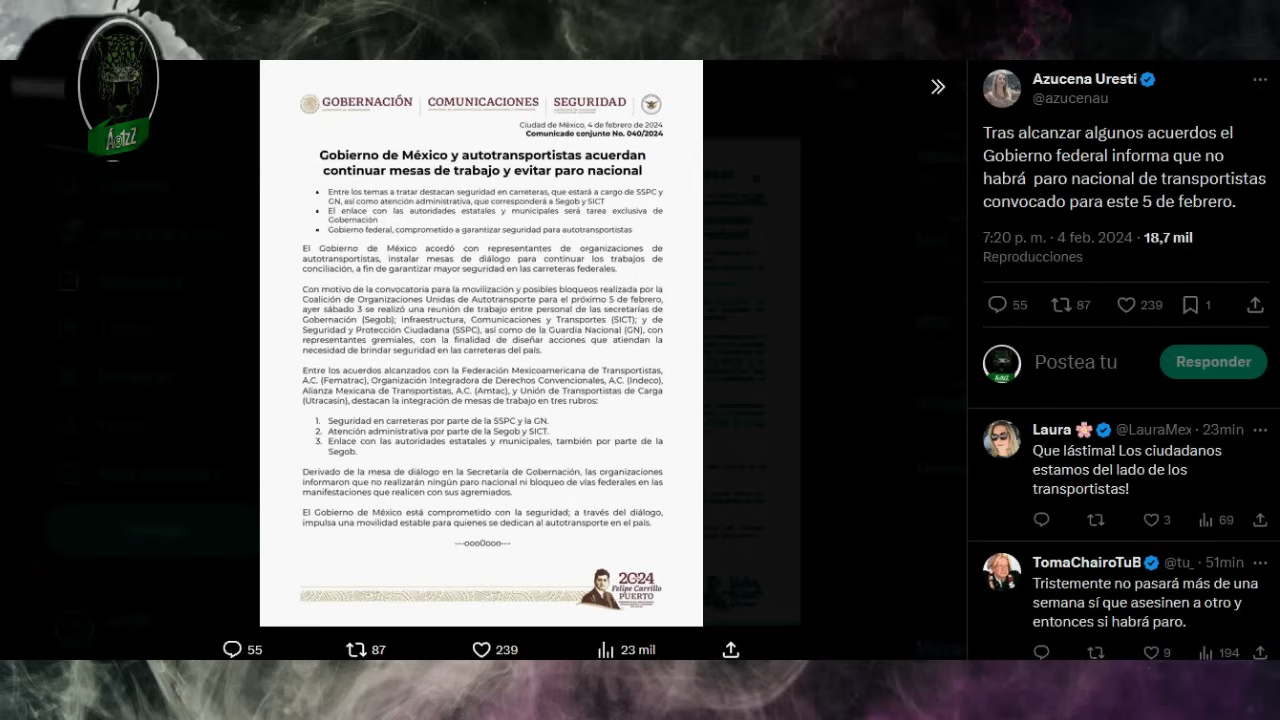 AoizZ
GOBERNACIÓN
COMUNICACIONES
SEGURIDAD
Ciudad de México, 4 de febrero de 2024
Comunicado conjunto No. 040/2024
Gobierno de México y autotransportistas acuerdan
continuar mesas de trabajo y evitar paro nacional
• Entre los temas a tratar destacan seguridad en carreteras, que estará a cargo de SSPC y
GN, así como atención administrativa, que corresponderá a Segob y SICT
• El enlace con las autoridades estatales y municipales será tarea exclusiva de
Gobernación
• Gobierno federal, comprometido a garantizar seguridad para autotransportistas
El Gobierno de México acordó con representantes de organizaciones de
autotransportistas, instalar mesas de diálogo para continuar los trabajos de
conciliación, a fin de garantizar mayor seguridad en las carreteras federales.
Con motivo de la convocatoria para la movilización y posibles bloqueos realizada por la
Coalición de Organizaciones Unidas de Autotransporte para el próximo 5 de febrero,
ayer sábado 3 se realizó una reunión de trabajo entre personal de las secretarías de
Gobernación (Segob); Infraestructura, Comunicaciones y Transportes (SICT); y de
Seguridad y Protección Ciudadana (SSPC), así como de la Guardia Nacional (GN), con
representantes gremiales, con la finalidad de diseñar acciones que atiendan la
necesidad de brindar seguridad en las carreteras del país.
Entre los acuerdos alcanzados con la Federación Mexicoamericana de Transportistas,
A.C. (Fematrac), Organización Integradora de Derechos Convencionales, A.C. (Indeco),
Alianza Mexicana de Transportistas, A.C. (Amtac), y Unión de Transportistas de Carga
(Utracasin), destacan la integración de mesas de trabajo en tres rubros:
1. Seguridad en carreteras por parte de la SSPC y la GN.
2. Atención administrativa por parte de la Segob y SICT.
3. Enlace con las autoridades estatales y municipales, también por parte de la
Segob.
Derivado de la mesa de diálogo en la Secretaría de Gobernación, las organizaciones
informaron que no realizarán ningún paro nacional ni bloqueo de vías federales en las
manifestaciones que realicen con sus agremiados.
El Gobierno de México está comprometido con la seguridad; a través del diálogo,
impulsa una movilidad estable para quienes se dedican al autotransporte en el país.
---ooo0ooo---
2024
Felipe Carrillo
PUERTO
55
87
239
23 mil
Azucena Uresti
@azucenau
Tras alcanzar algunos acuerdos el
Gobierno federal informa que no
habrá paro nacional de transportistas
convocado para este 5 de febrero.
7:20 p. m. · 4 feb. 2024 · 18,7 mil
Reproducciones
55
87
239
1
Postea tu
Responder
Laura 🌸 @LauraMex · 23min
Que lástima! Los ciudadanos
estamos del lado de los
transportistas!
3
69
TomaChairoTuB @tu_ · 51min
Tristemente no pasará más de una
semana sí que asesinen a otro y
entonces si habrá paro.
9
194